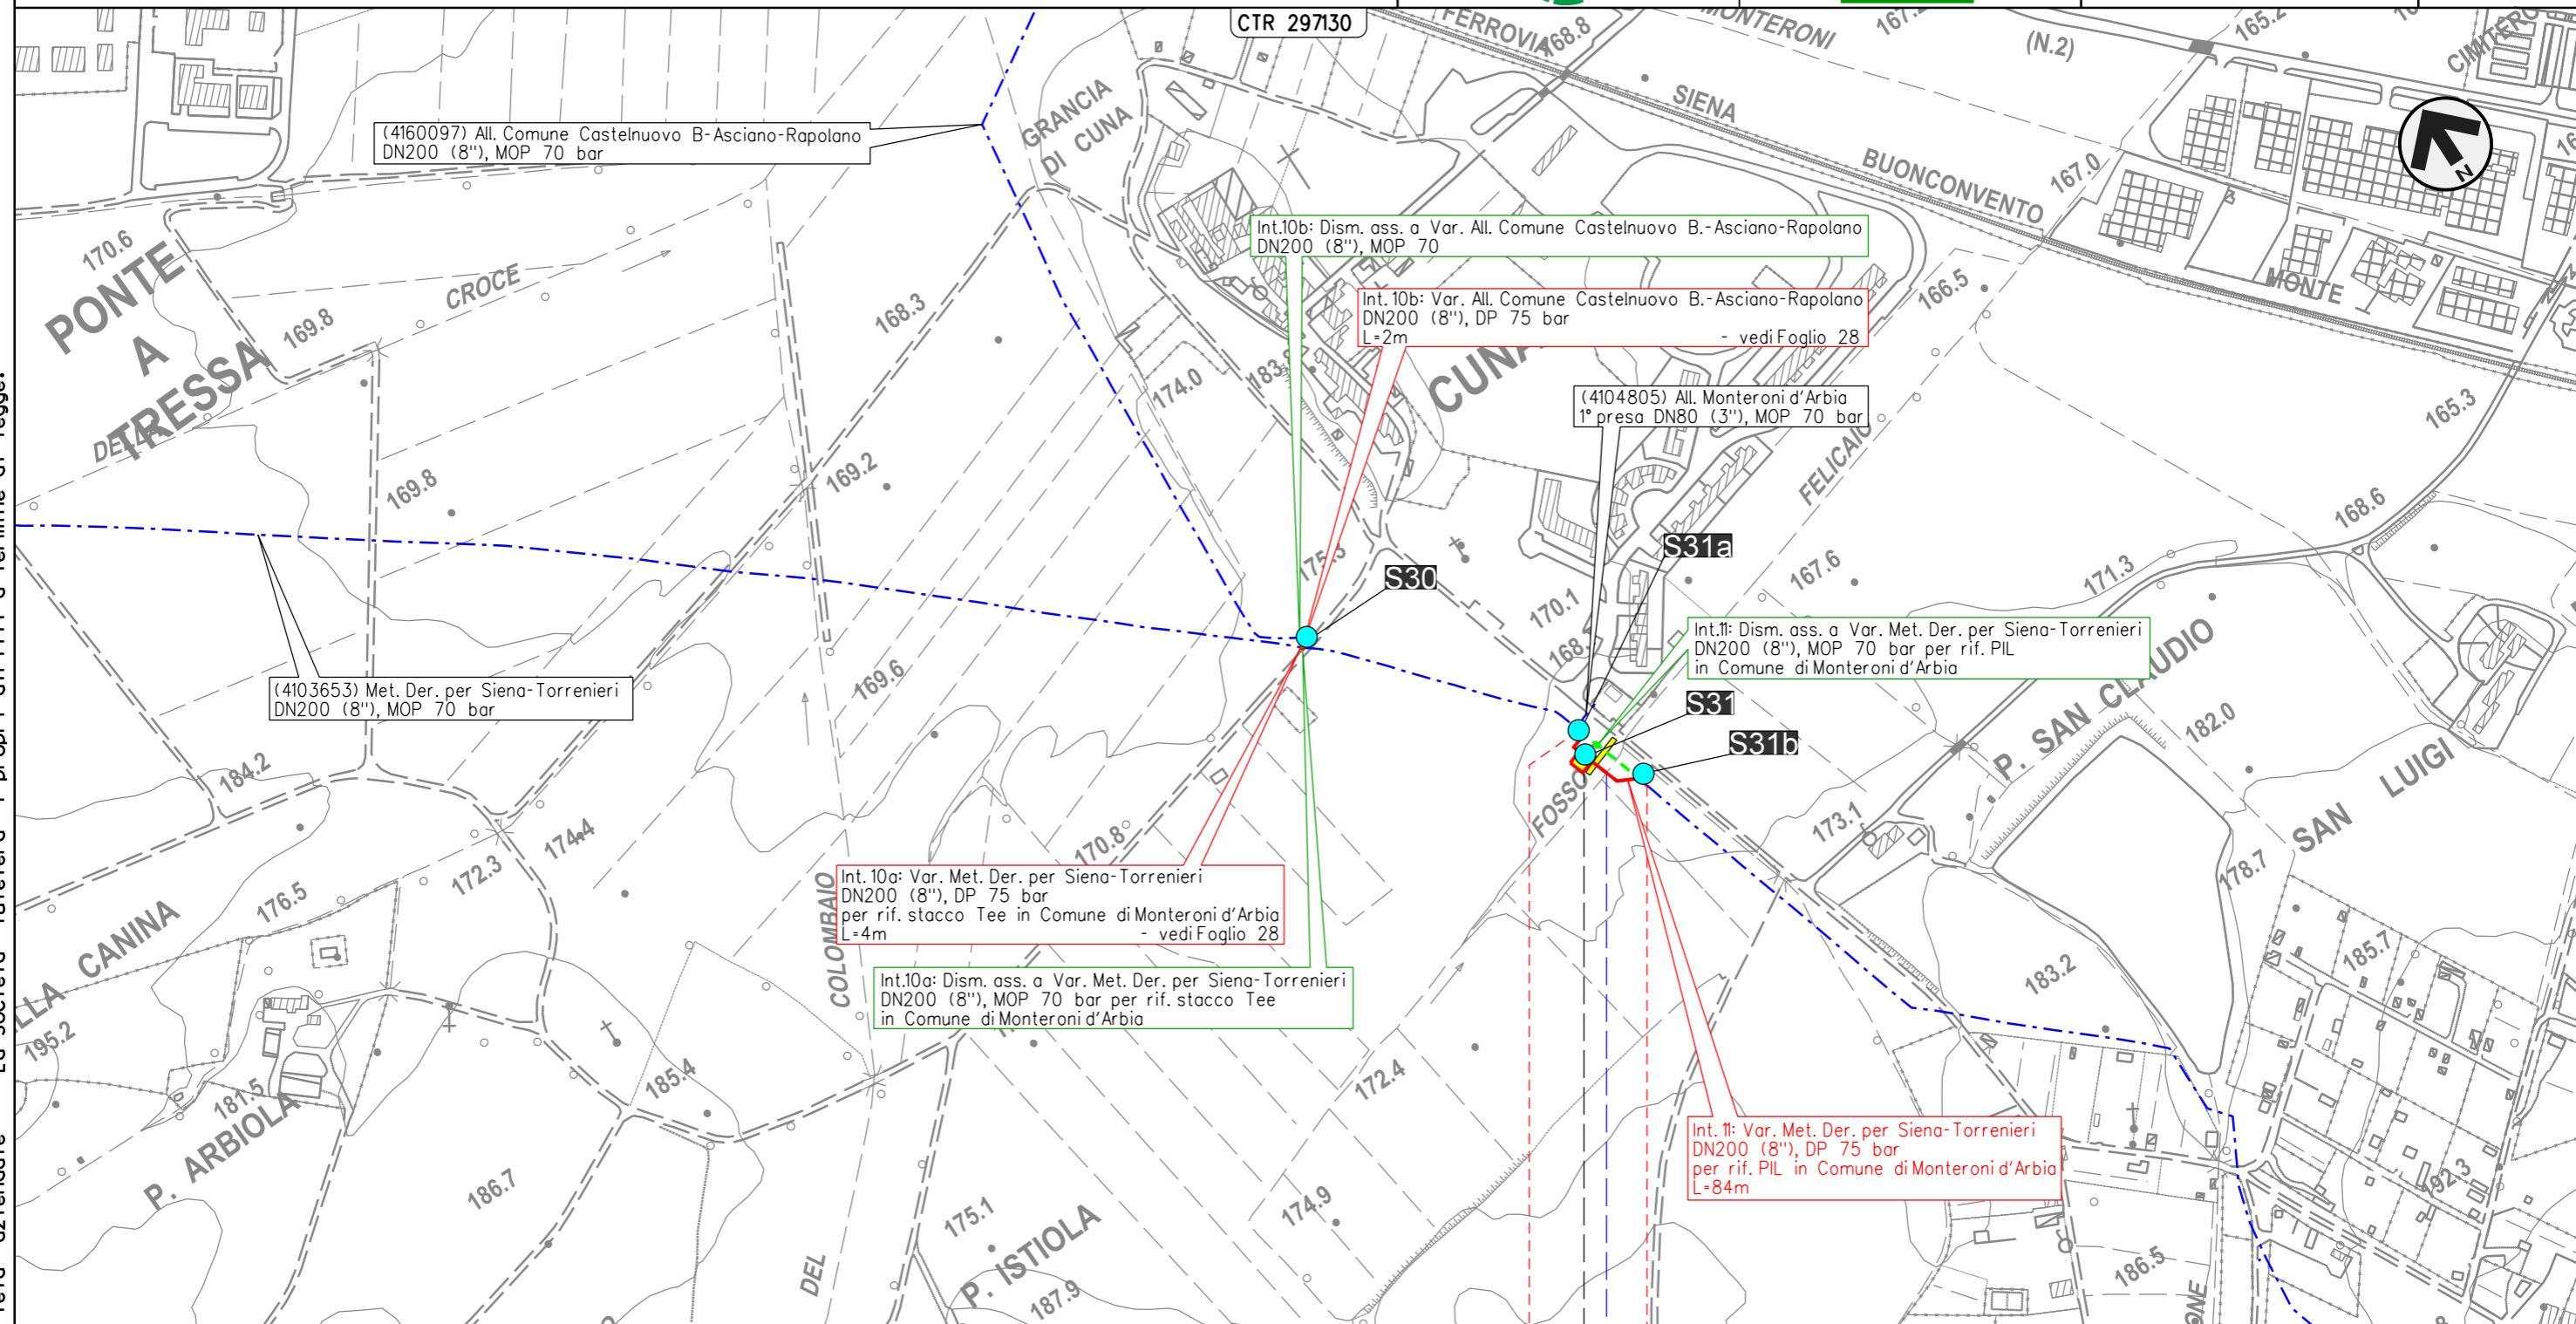 CTR 297130
FERROVIA
168.8
MONTERONI
(N.2)
165.2
SIENA
BUONCONVENTO
167.0
MONTE
GRANCIA
DI CUNA
(4160097) All. Comune Castelnuovo B-Asciano-Rapolano
DN200 (8"), MOP 70 bar
N
170.6
PONTE
A
TRESSA
CROCE
169.8
168.3
Int.10b: Dism. ass. a Var. All. Comune Castelnuovo B.-Asciano-Rapolano
DN200 (8"), MOP 70
Int. 10b: Var. All. Comune Castelnuovo B.-Asciano-Rapolano
DN200 (8"), DP 75 bar
L=2m - vedi Foglio 28
166.5
CUNA
174.0
(4104805) All. Monteroni d'Arbia
1° presa DN80 (3"), MOP 70 bar
165.3
FELICAIO
169.8
169.2
168.6
S31a
S30
167.6
171.3
170.1
Int.11: Dism. ass. a Var. Met. Der. per Siena-Torrenieri
DN200 (8"), MOP 70 bar per rif. PIL
in Comune di Monteroni d'Arbia
P. SAN CLAUDIO
182.0
(4103653) Met. Der. per Siena-Torrenieri
DN200 (8"), MOP 70 bar
169.6
S31
S31b
SAN LUIGI
184.2
174.4
FOSSO
173.1
172.3
170.8
178.7
176.5
CANINA
Int. 10a: Var. Met. Der. per Siena-Torrenieri
DN200 (8"), DP 75 bar
per rif. stacco Tee in Comune di Monteroni d'Arbia
L=4m - vedi Foglio 28
COLOMBAIO
185.7
183.2
Int.10a: Dism. ass. a Var. Met. Der. per Siena-Torrenieri
DN200 (8"), MOP 70 bar per rif. stacco Tee
in Comune di Monteroni d'Arbia
195.2
185.4
172.4
181.5
P. ARBIOLA
Int. 11: Var. Met. Der. per Siena-Torrenieri
DN200 (8"), DP 75 bar
per rif. PIL in Comune di Monteroni d'Arbia
L=84m
186.7
192.3
175.1
174.9
P. ISTIOLA
DEL
187.9
186.5